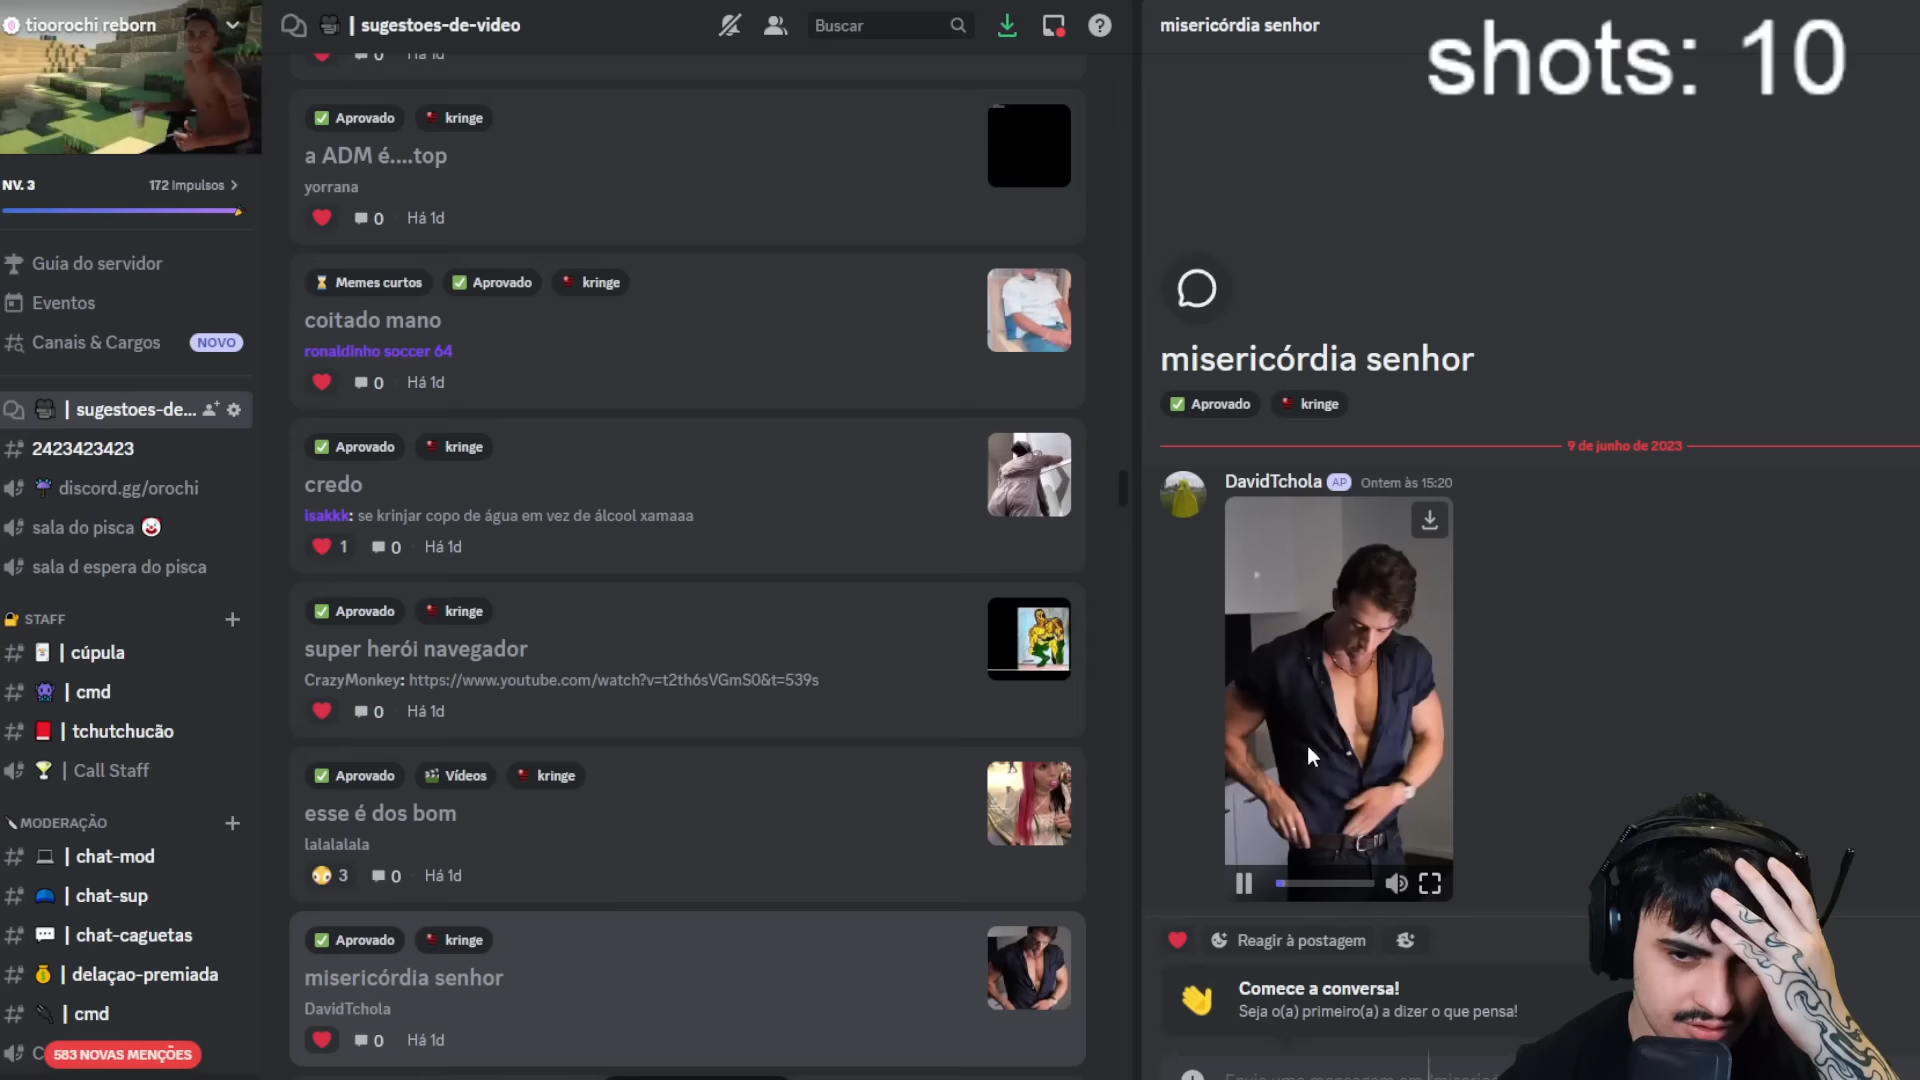 tioorochi reborn
NV. 3
172 Impulsos
Guia do servidor
Eventos
Canais & Cargos
NOVO
| sugestoes-de...
2423423423
discord.gg/orochi
sala do pisca
sala d espera do pisca
STAFF
| cúpula
| cmd
| tchutchucão
| Call Staff
MODERAÇÃO
| chat-mod
| chat-sup
| chat-caguetas
| delaçao-premiada
| cmd
C
583 NOVAS MENÇÕES
| sugestoes-de-video
Buscar
0 Há 1d
Aprovado kringe
a ADM é....top
yorrana
0 · Há 1d
Memes curtos Aprovado kringe
coitado mano
ronaldinho soccer 64
0 · Há 1d
Aprovado kringe
credo
isakkk: se krinjar copo de água em vez de álcool xamaaa
1 0 · Há 1d
Aprovado kringe
super herói navegador
CrazyMonkey: https://www.youtube.com/watch?v=t2th6sVGmS0&t=539s
0 · Há 1d
Aprovado Vídeos kringe
esse é dos bom
lalalalala
3 0 · Há 1d
Aprovado kringe
misericórdia senhor
DavidTchola
0 · Há 1d
misericórdia senhor
shots: 10
misericórdia senhor
Aprovado kringe
9 de junho de 2023
DavidTchola AP Ontem às 15:20
Reagir à postagem
Comece a conversa!
Seja o(a) primeiro(a) a dizer o que pensa!